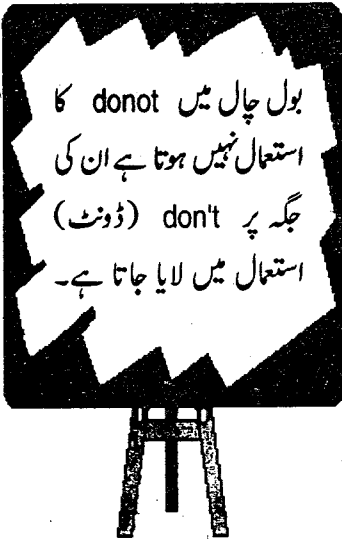 بول چال میں donot کا
استعمال نہیں ہوتا ہے ان کی
جگہ پر don't (ڈونٹ)
استعمال میں لایا جاتا ہے۔